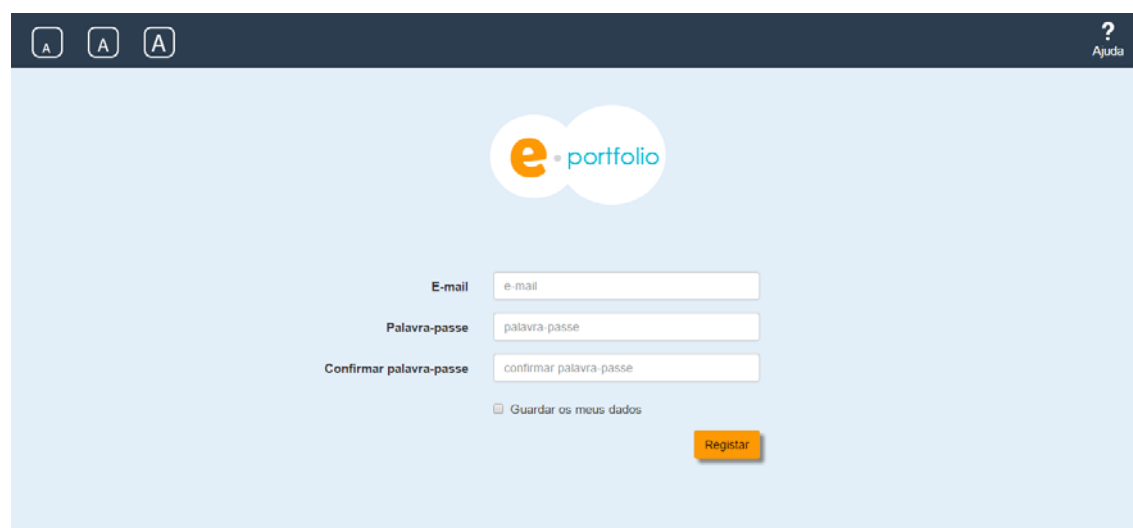 A A A
?
Ajuda
e•portfolio
E-mail e-mail
Palavra-passe palavra-passe
Confirmar palavra-passe confirmar palavra-passe
Guardar os meus dados
Registar